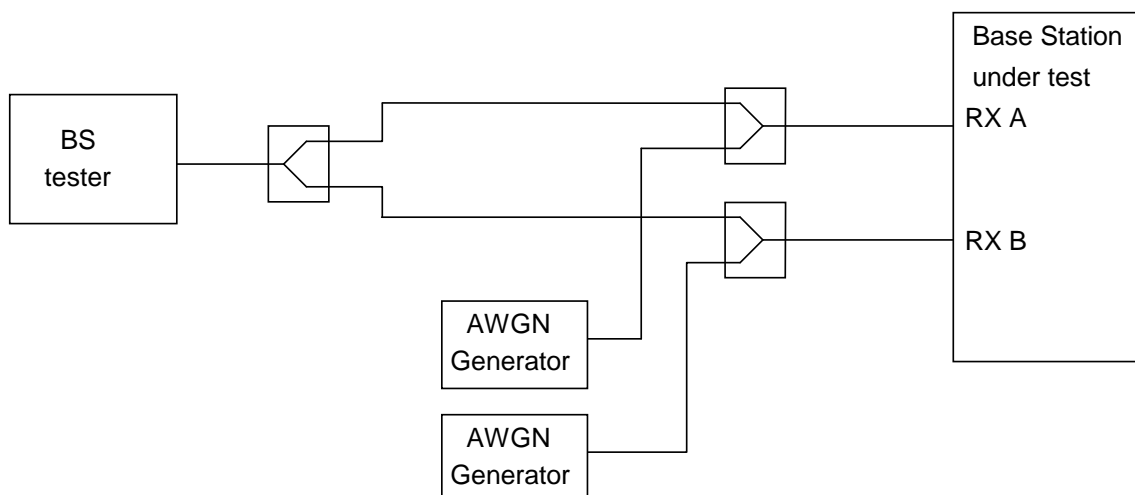 BS
tester
Base Station
under test
RX A
RX B
AWGN
Generator
AWGN
Generator